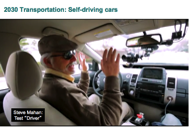 2030 Transportation: Self-driving cars
Steve Mahan:
Test "Driver"